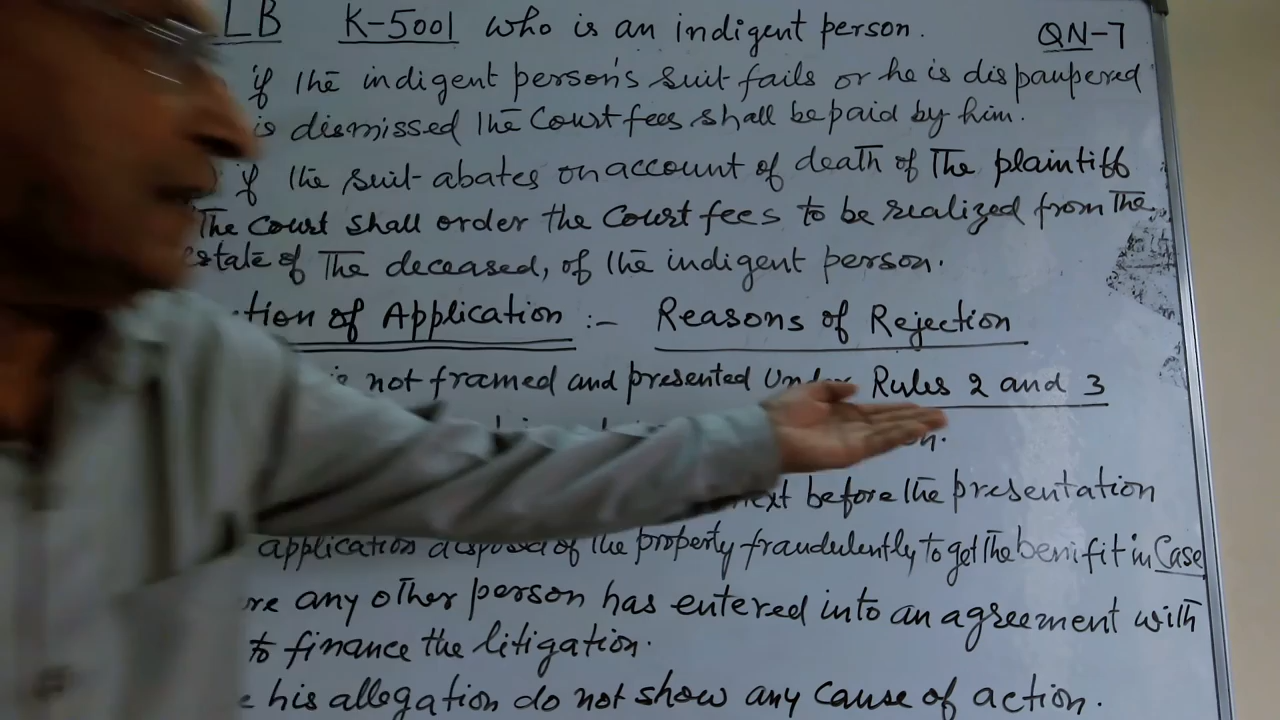 LB K-5001 who is an indigent person. QN-7
if the indigent person's suit fails or he is dispaupered
is dismissed the Court fees shall be paid by him.
if the suit abates on account of death of The plaintiff
The Court shall order the Court fees to be realized from The
estate of The deceased, of the indigent person.
tion of Application :- Reasons of Rejection
is not framed and presented Under Rules 2 and 3
on.
next before the presentation
application disposed of the property fraudulently to get The benifit in Case
re any other person has entered into an agreement with
to finance the litigation.
e his allegation do not show any cause of action.